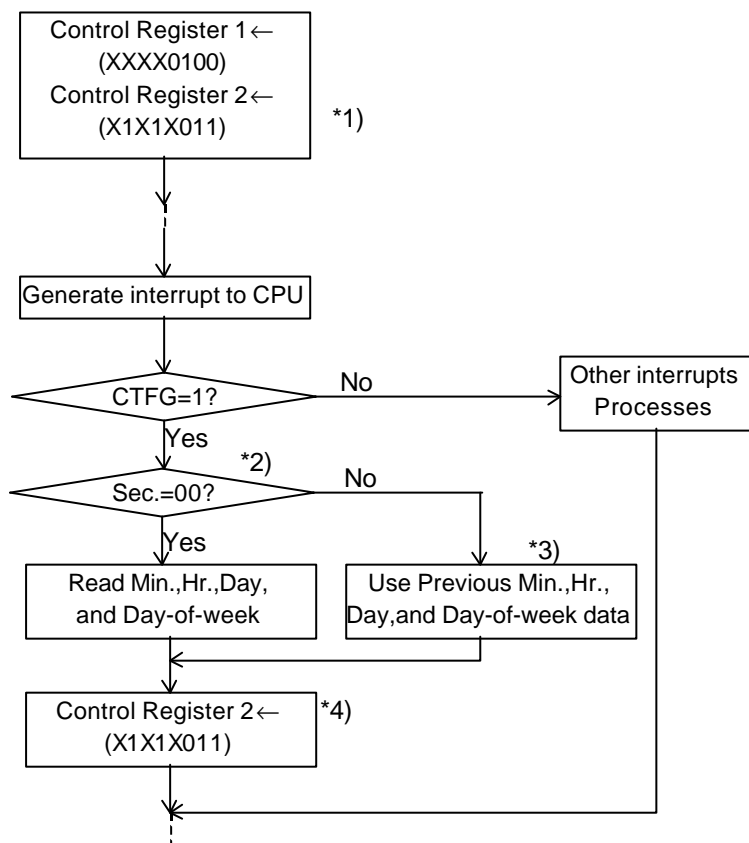 Control Register 1←
(XXXX0100)
Control Register 2←
(X1X1X011)
*1)
Generate interrupt to CPU
CTFG=1?
No
Other interrupts
Processes
Yes
*2)
Sec.=00?
No
Yes
*3)
Read Min.,Hr.,Day,
and Day-of-week
Use Previous Min.,Hr.,
Day,and Day-of-week data
Control Register 2←
(X1X1X011)
*4)